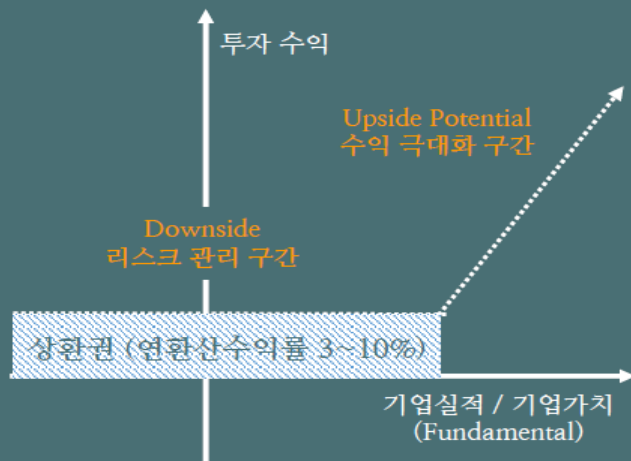 투자 수익
Upside Potential
수익 극대화 구간
Downside
리스크 관리 구간
상환권 (연환산수익률 3~10%)
기업실적 / 기업가치
(Fundamental)